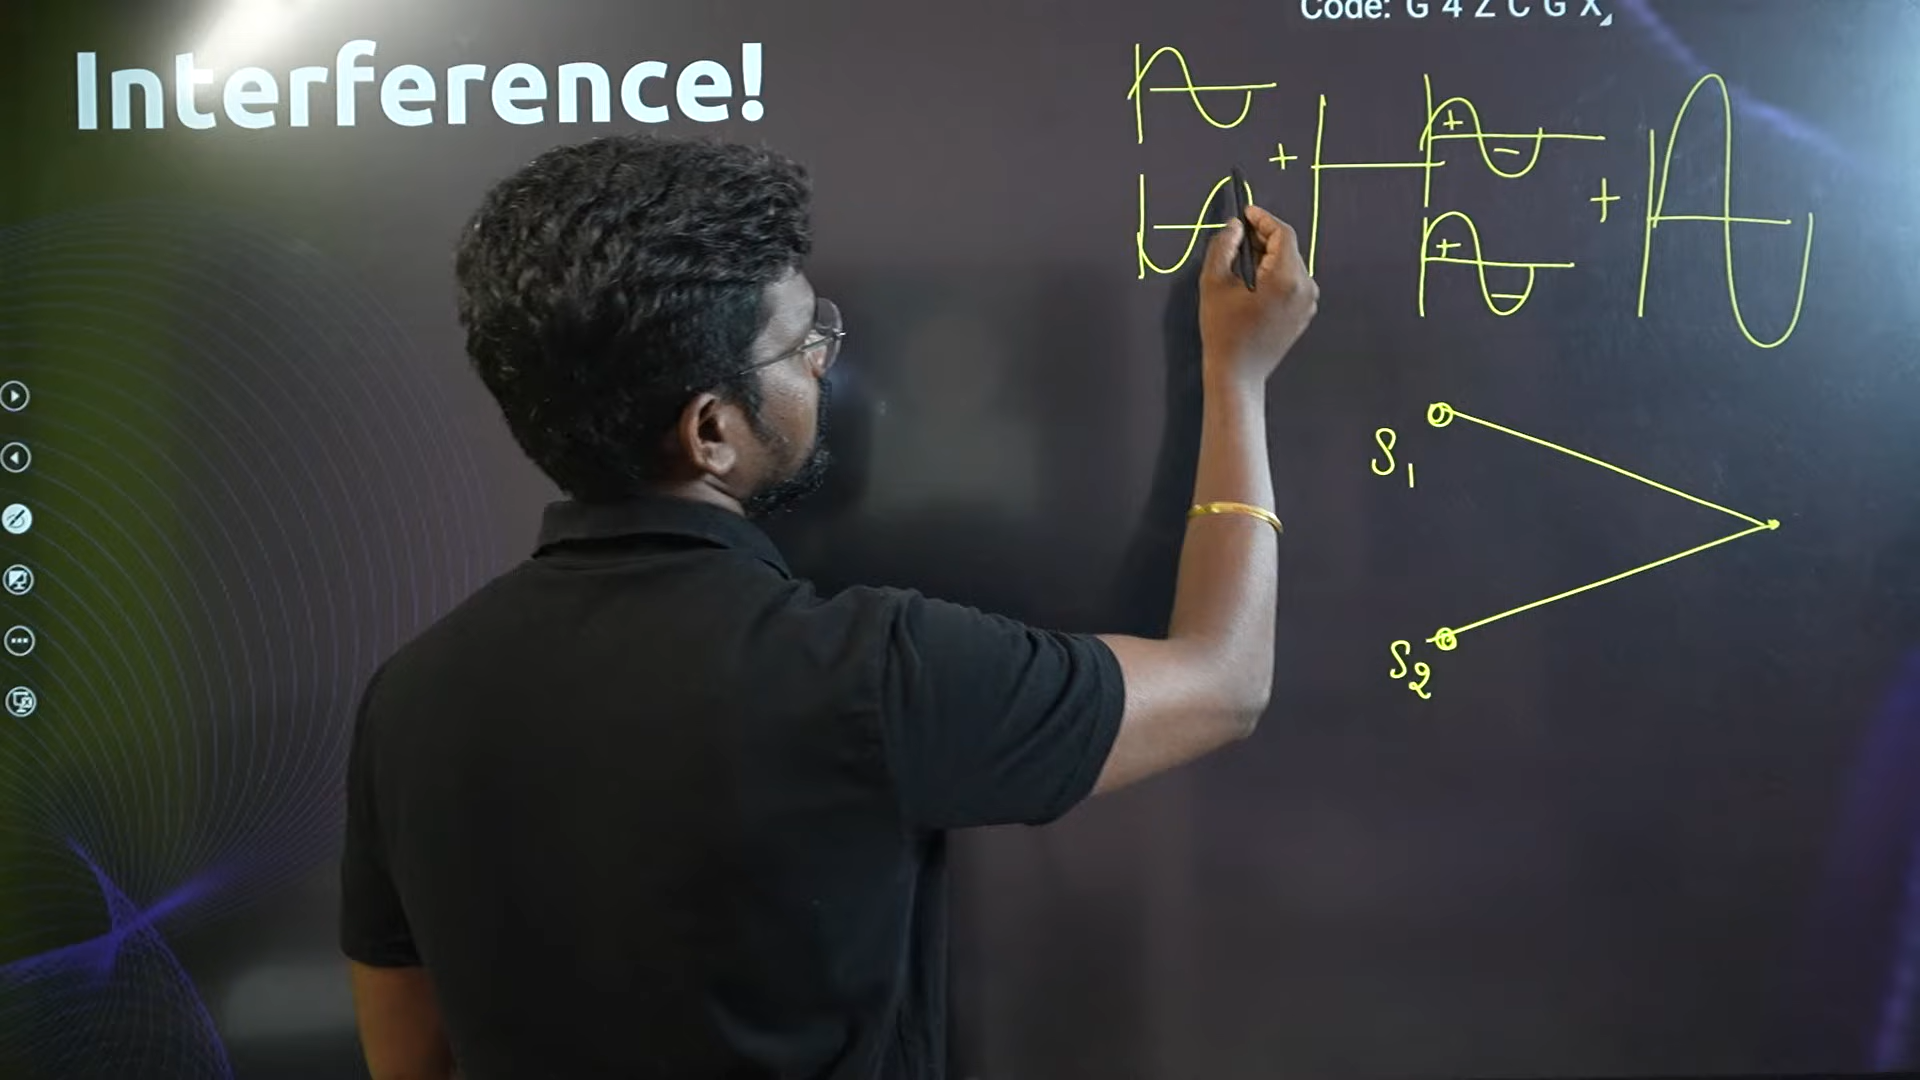 Code: G 4 Z C G X
Interference!
+
+ -
+
+ -
S1
S2